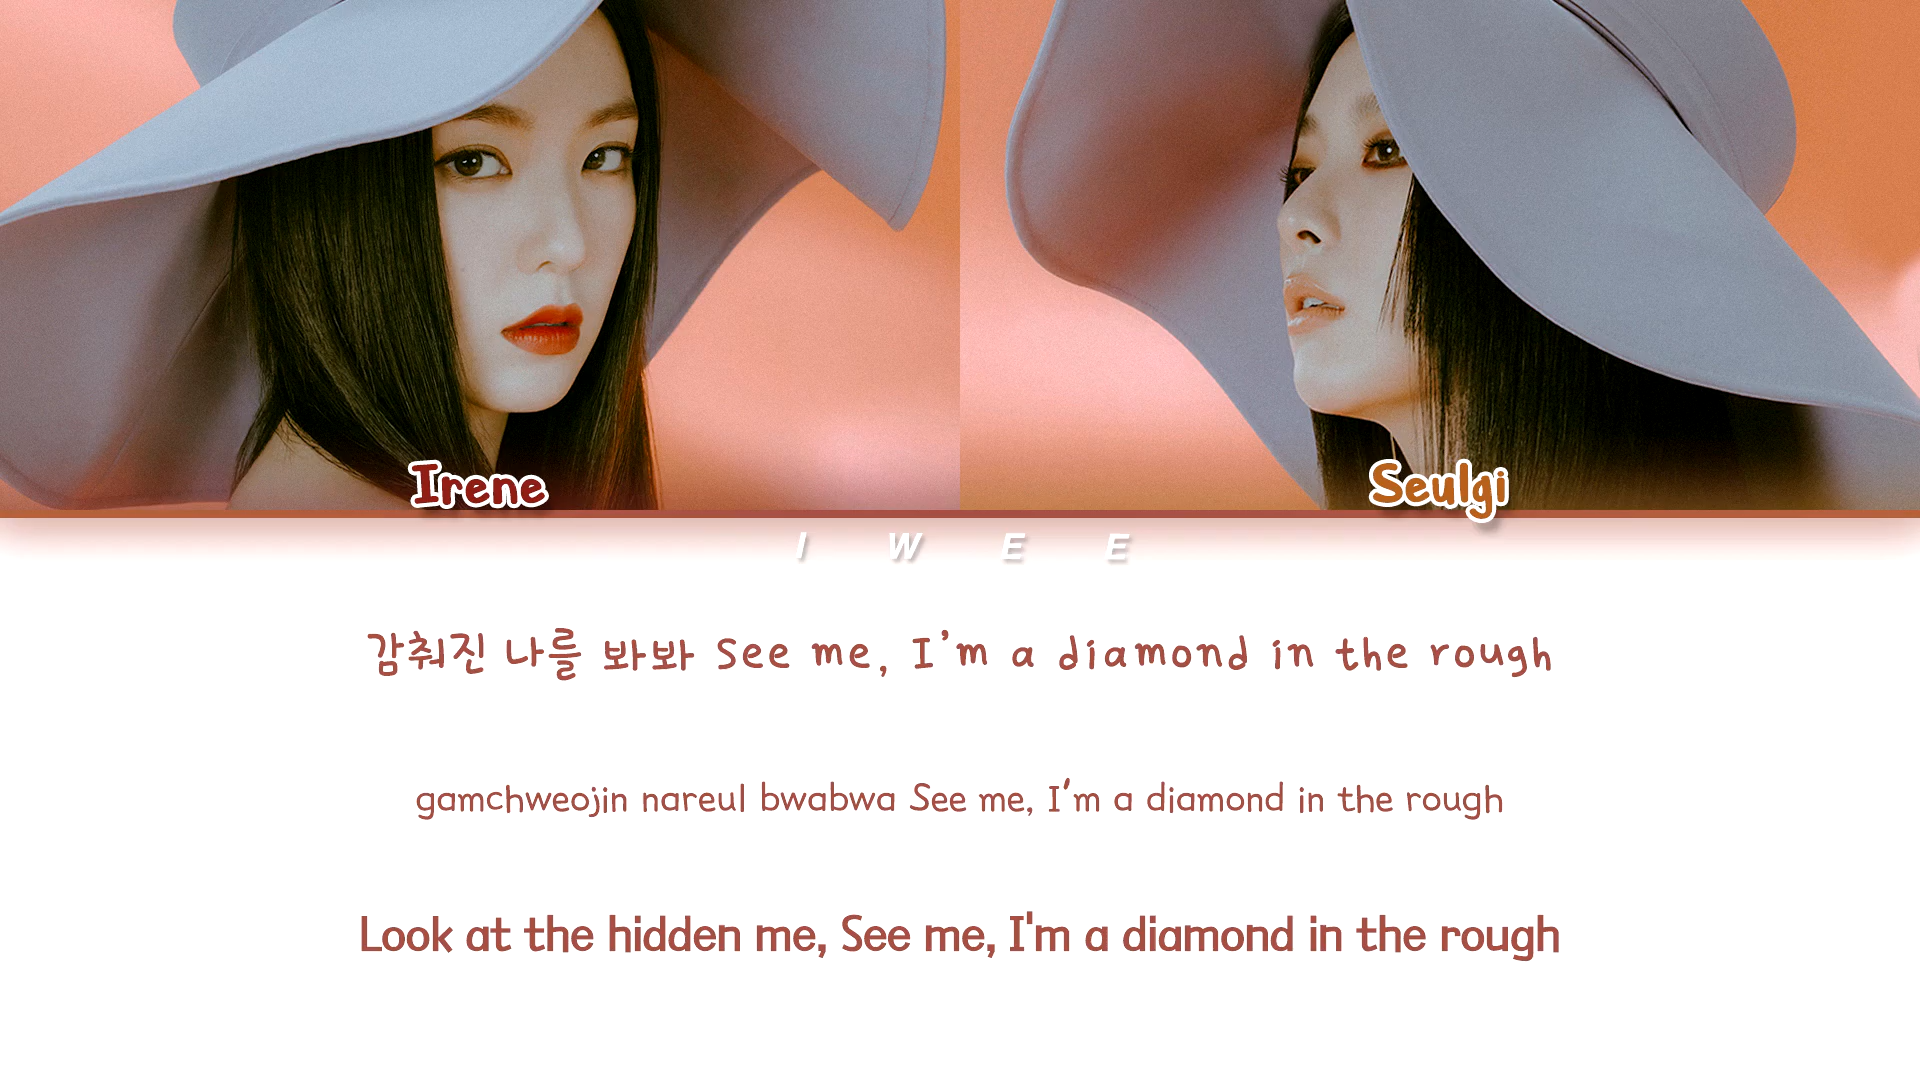 Irene
Seulgi
I W E E
감춰진 나를 봐봐 See me, I'm a diamond in the rough
gamchweojin nareul bwabwa See me, I'm a diamond in the rough
Look at the hidden me, See me, I'm a diamond in the rough